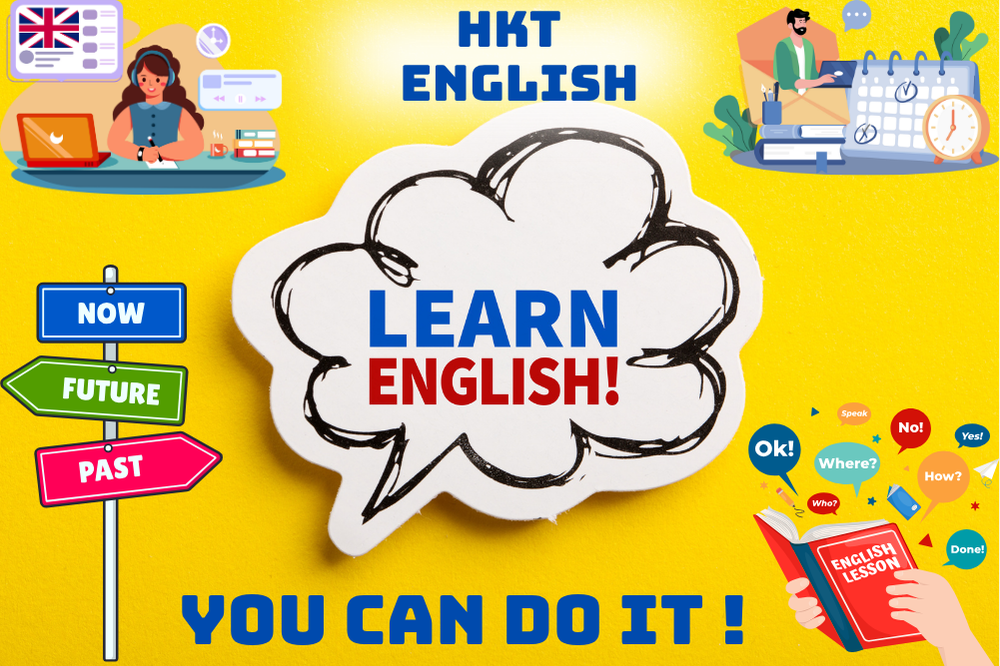 HKT
ENGLISH
LEARN
ENGLISH!
NOW
FUTURE
PAST
Speak
No!
Yes!
Ok!
Where?
How?
Who?
Done!
ENGLISH
LESSON
YOU CAN DO IT !